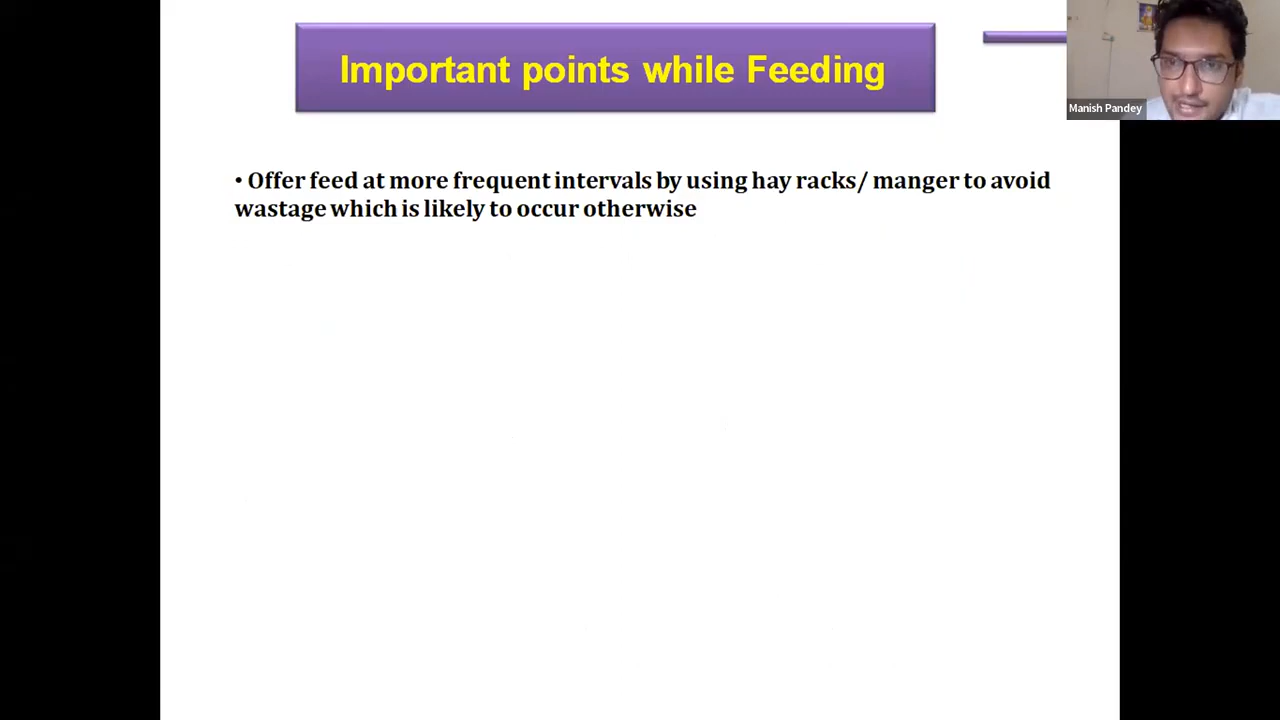 Important points while Feeding
Manish Pandey
• Offer feed at more frequent intervals by using hay racks/ manger to avoid
wastage which is likely to occur otherwise